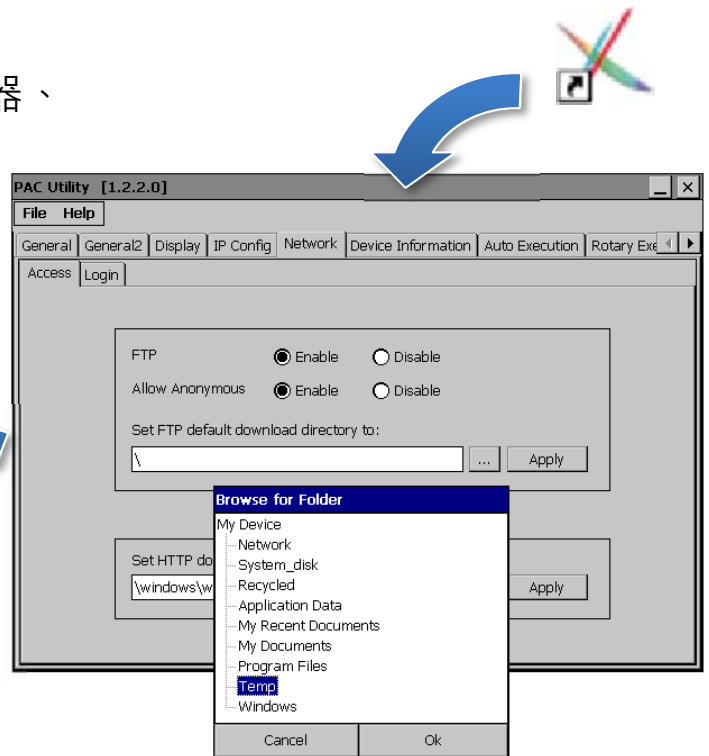 器、
PAC Utility [1.2.2.0]
File Help
General General2 Display IP Config Network Device Information Auto Execution Rotary Exe
Access Login
FTP Enable Disable
Allow Anonymous Enable Disable
Set FTP default download directory to:
\ ... Apply
Browse for Folder
My Device
Network
Set HTTP do
System_disk
\windows\w Apply
Recycled
Application Data
My Recent Documents
My Documents
Program Files
Temp
Windows
Cancel Ok